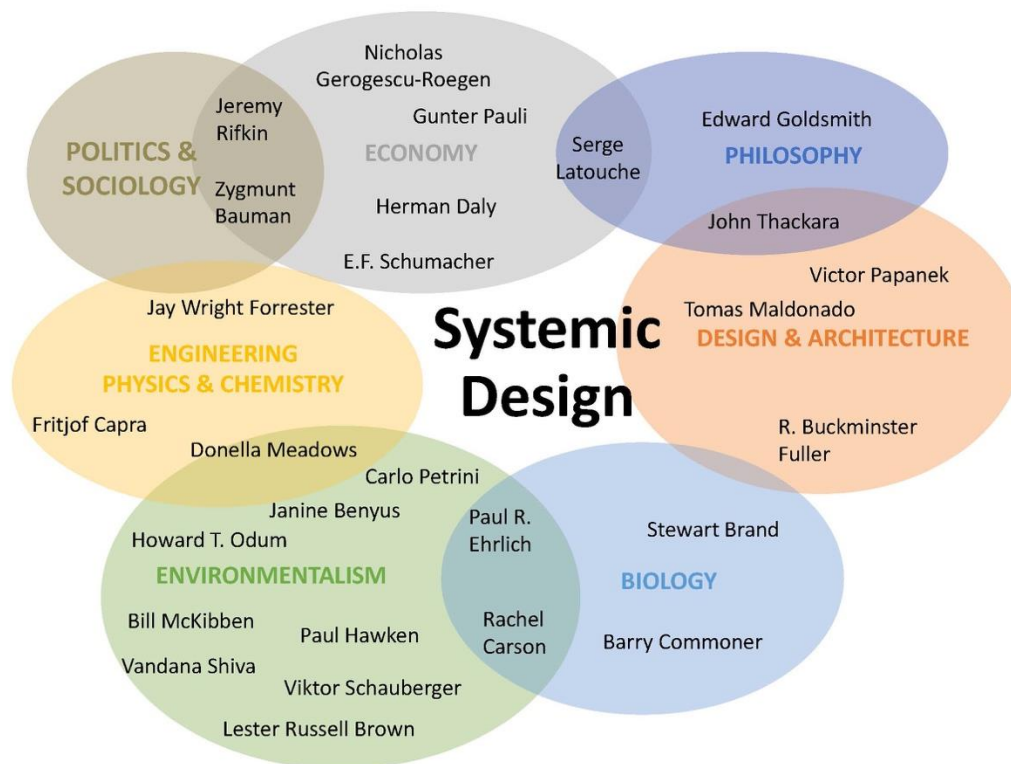 Nicholas
Gerogescu-Roegen
Jeremy
Rifkin
Gunter Pauli
Edward Goldsmith
POLITICS &
SOCIOLOGY
ECONOMY
Serge
Latouche
PHILOSOPHY
Zygmunt
Bauman
Herman Daly
John Thackara
E.F. Schumacher
Victor Papanek
Jay Wright Forrester
Tomas Maldonado
Systemic
Design
DESIGN & ARCHITECTURE
ENGINEERING
PHYSICS & CHEMISTRY
Fritjof Capra
R. Buckminster
Fuller
Donella Meadows
Carlo Petrini
Janine Benyus
Paul R.
Ehrlich
Stewart Brand
Howard T. Odum
ENVIRONMENTALISM
BIOLOGY
Bill McKibben
Paul Hawken
Rachel
Carson
Barry Commoner
Vandana Shiva
Viktor Schauberger
Lester Russell Brown